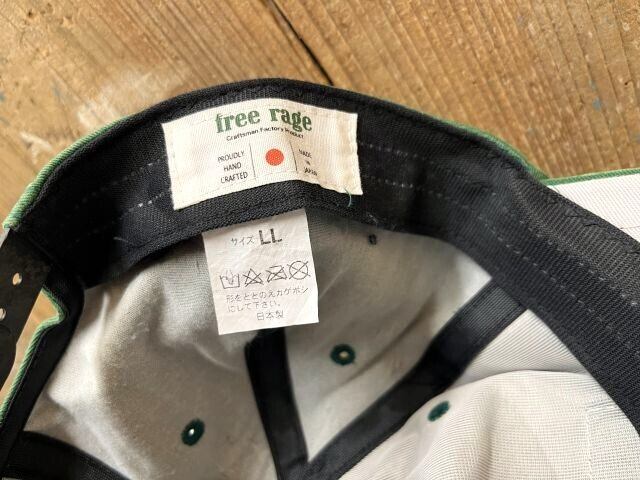 free rage
Craftsman Factory Product
PROUDLY
HAND
CRAFTED
MADE
IN
JAPAN
サイズ LL
形をととのえカゲボシ
にして下さい。
日本製